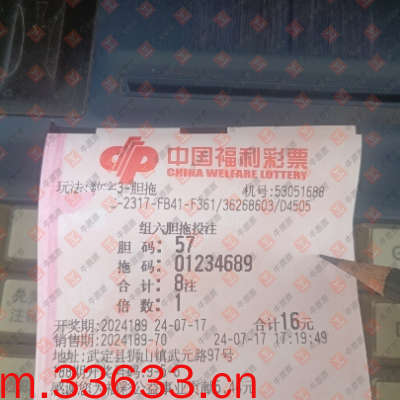 中国福利彩票
CHINA WELFARE LOTTERY
3-胆拖
机号:53051688
-2317-FB41-F361/36268603/D4505
组六胆拖投注
胆 码: 57
拖 码: 01234689
合 计: 8注
倍 数: 1
开奖期:2024189 24-07-17 合计16元
销售期:2024189-70 24-07-17 17:19:49
地址:武定县狮山镇武元路97号
m.33633.cn